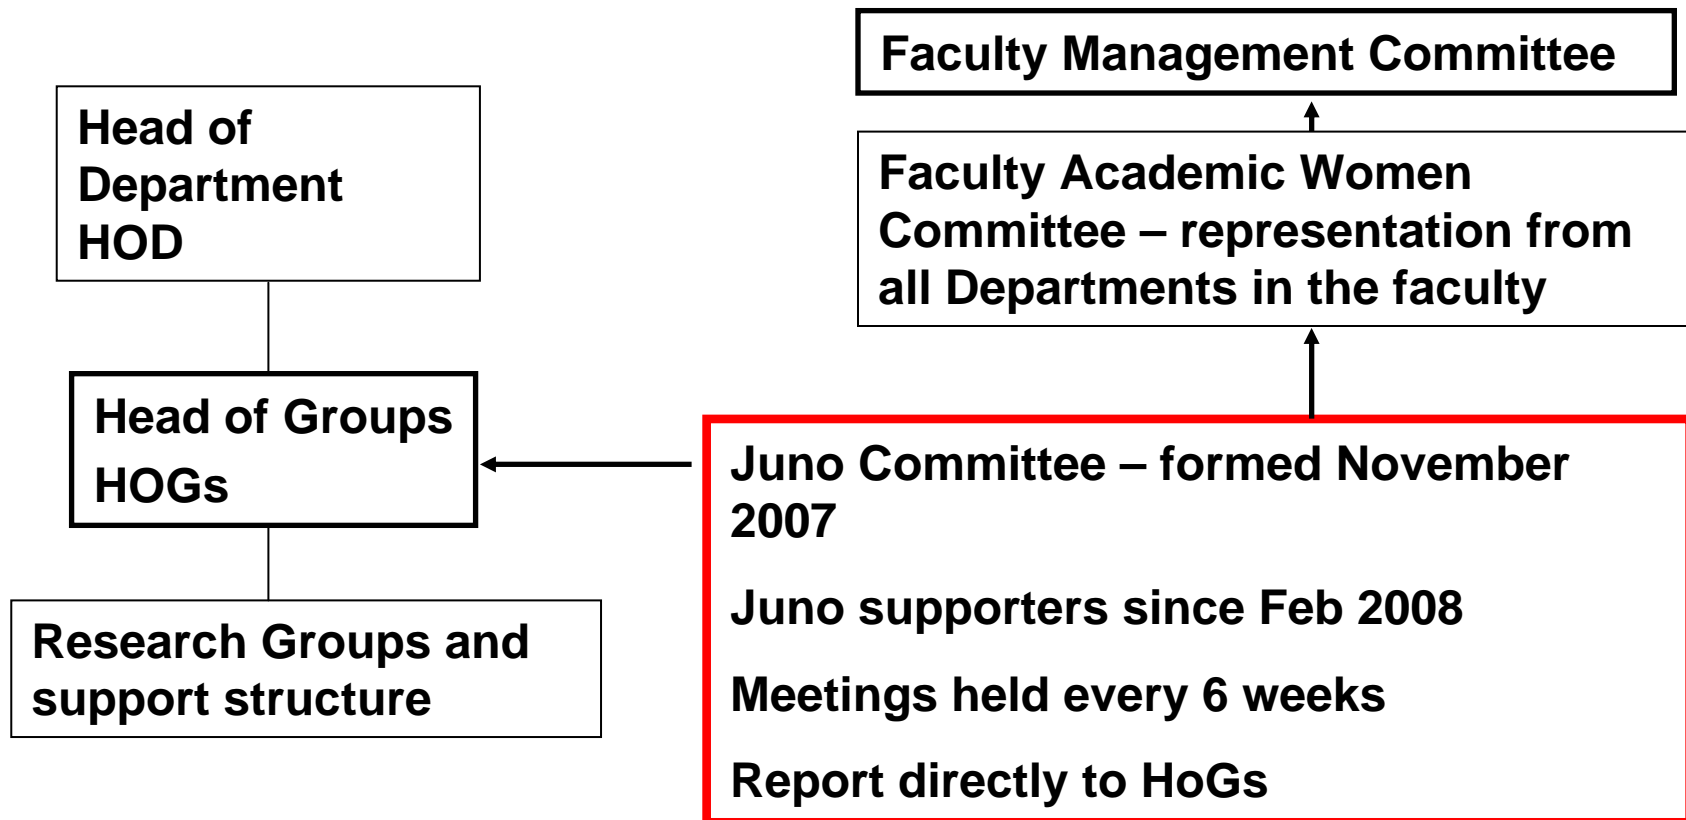 Faculty Management Committee
Head of
Department
HOD
Faculty Academic Women
Committee – representation from
all Departments in the faculty
Head of Groups
HOGs
Juno Committee – formed November
2007
Juno supporters since Feb 2008
Meetings held every 6 weeks
Report directly to HoGs
Research Groups and
support structure